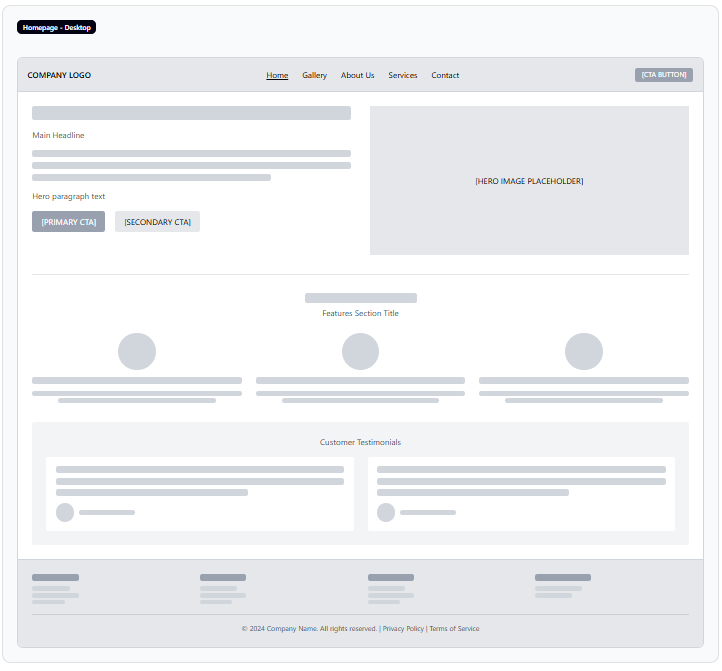 Homepage - Desktop
COMPANY LOGO
Home Gallery About Us Services Contact
[CTA BUTTON]
Main Headline
[HERO IMAGE PLACEHOLDER]
Hero paragraph text
[PRIMARY CTA] [SECONDARY CTA]
Features Section Title
Customer Testimonials
© 2024 Company Name. All rights reserved. | Privacy Policy | Terms of Service